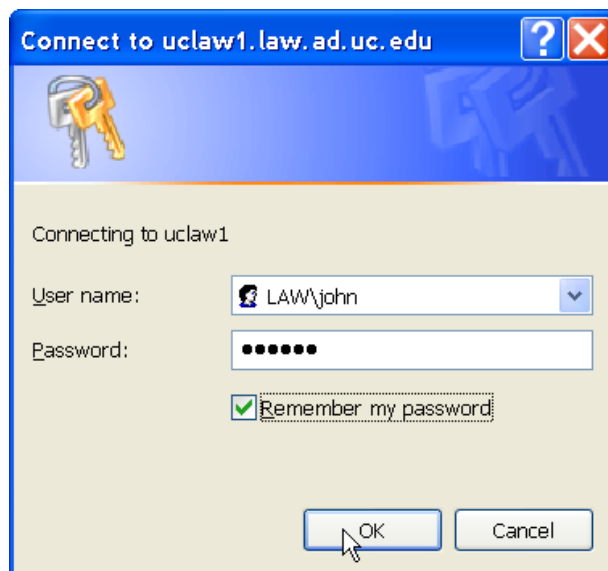 Connect to uclaw1.law.ad.uc.edu
Connecting to uclaw1
User name: LAW\john
Password: ••••••
Remember my password
OK Cancel